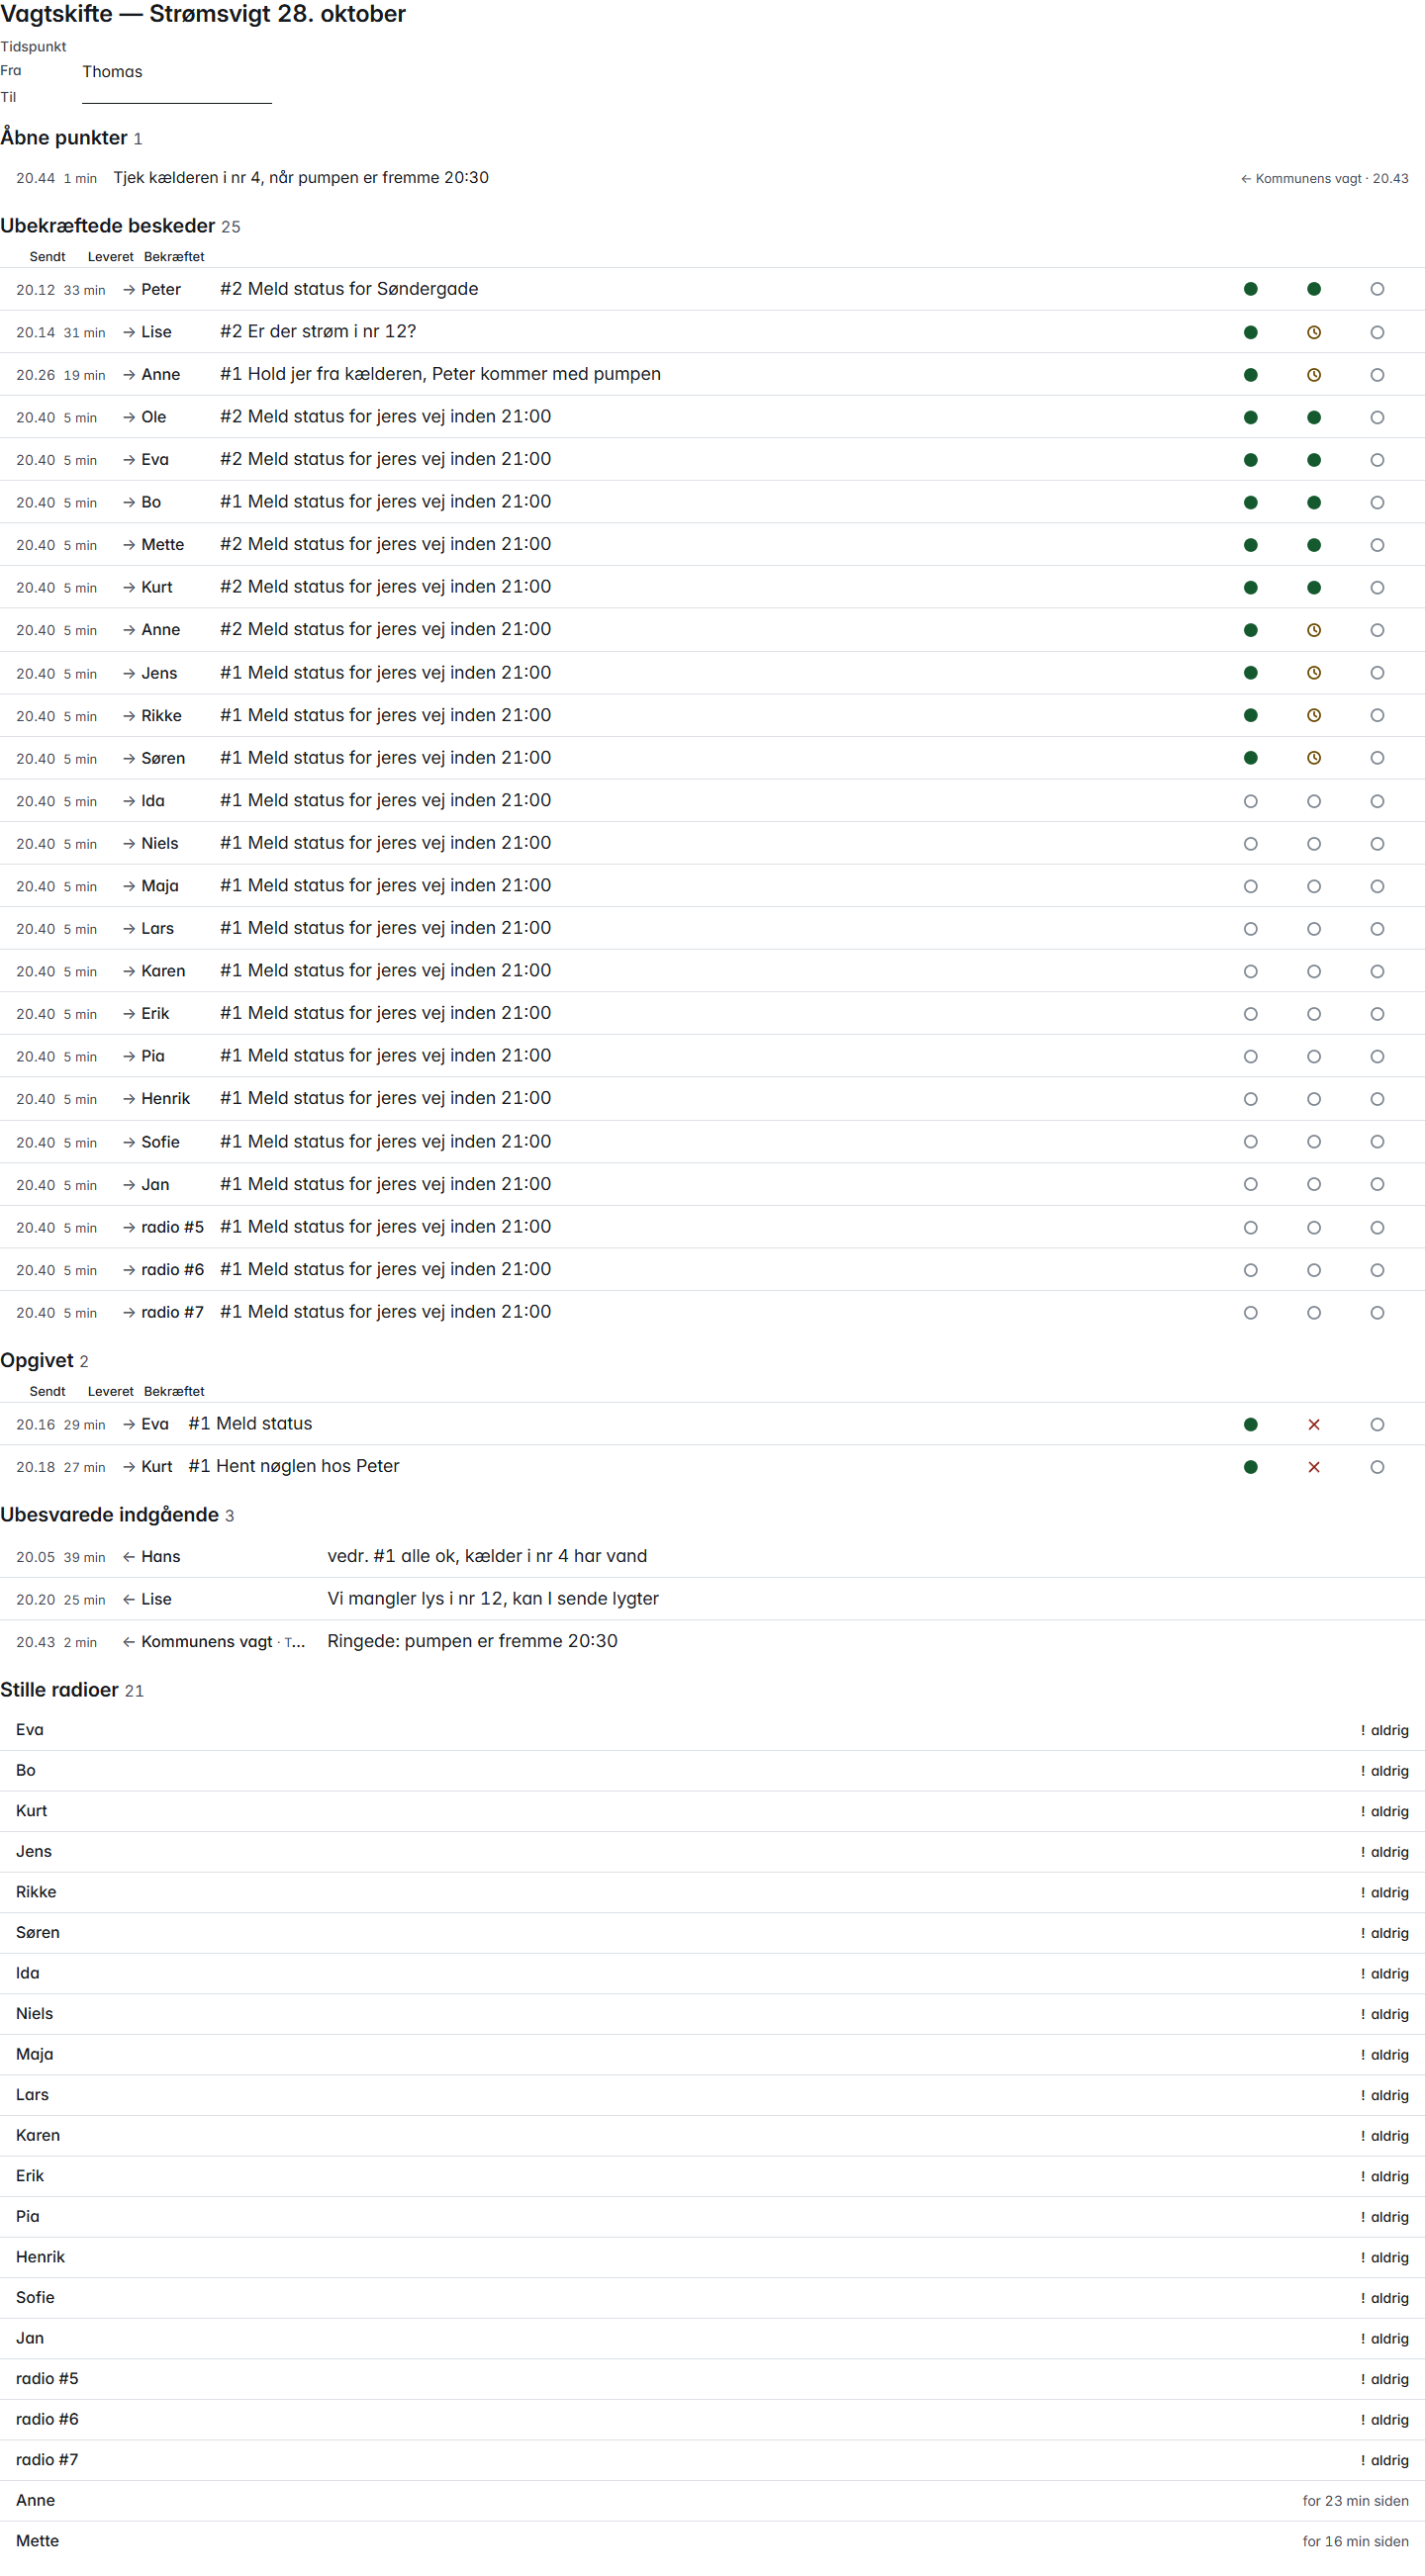 Vagtskifte — Strømsvigt 28. oktober
Tidspunkt
Fra Thomas
Til
Åbne punkter 1
20.44 1 min Tjek kælderen i nr 4, når pumpen er fremme 20:30 ← Kommunens vagt · 20.43
Ubekræftede beskeder 25
Sendt Leveret Bekræftet
20.12 33 min → Peter #2 Meld status for Søndergade
20.14 31 min → Lise #2 Er der strøm i nr 12?
20.26 19 min → Anne #1 Hold jer fra kælderen, Peter kommer med pumpen
20.40 5 min → Ole #2 Meld status for jeres vej inden 21:00
20.40 5 min → Eva #2 Meld status for jeres vej inden 21:00
20.40 5 min → Bo #1 Meld status for jeres vej inden 21:00
20.40 5 min → Mette #2 Meld status for jeres vej inden 21:00
20.40 5 min → Kurt #2 Meld status for jeres vej inden 21:00
20.40 5 min → Anne #2 Meld status for jeres vej inden 21:00
20.40 5 min → Jens #1 Meld status for jeres vej inden 21:00
20.40 5 min → Rikke #1 Meld status for jeres vej inden 21:00
20.40 5 min → Søren #1 Meld status for jeres vej inden 21:00
20.40 5 min → Ida #1 Meld status for jeres vej inden 21:00
20.40 5 min → Niels #1 Meld status for jeres vej inden 21:00
20.40 5 min → Maja #1 Meld status for jeres vej inden 21:00
20.40 5 min → Lars #1 Meld status for jeres vej inden 21:00
20.40 5 min → Karen #1 Meld status for jeres vej inden 21:00
20.40 5 min → Erik #1 Meld status for jeres vej inden 21:00
20.40 5 min → Pia #1 Meld status for jeres vej inden 21:00
20.40 5 min → Henrik #1 Meld status for jeres vej inden 21:00
20.40 5 min → Sofie #1 Meld status for jeres vej inden 21:00
20.40 5 min → Jan #1 Meld status for jeres vej inden 21:00
20.40 5 min → radio #5 #1 Meld status for jeres vej inden 21:00
20.40 5 min → radio #6 #1 Meld status for jeres vej inden 21:00
20.40 5 min → radio #7 #1 Meld status for jeres vej inden 21:00
Opgivet 2
Sendt Leveret Bekræftet
20.16 29 min → Eva #1 Meld status
20.18 27 min → Kurt #1 Hent nøglen hos Peter
Ubesvarede indgående 3
20.05 39 min ← Hans vedr. #1 alle ok, kælder i nr 4 har vand
20.20 25 min ← Lise Vi mangler lys i nr 12, kan I sende lygter
20.43 2 min ← Kommunens vagt · T... Ringede: pumpen er fremme 20:30
Stille radioer 21
Eva ! aldrig
Bo ! aldrig
Kurt ! aldrig
Jens ! aldrig
Rikke ! aldrig
Søren ! aldrig
Ida ! aldrig
Niels ! aldrig
Maja ! aldrig
Lars ! aldrig
Karen ! aldrig
Erik ! aldrig
Pia ! aldrig
Henrik ! aldrig
Sofie ! aldrig
Jan ! aldrig
radio #5 ! aldrig
radio #6 ! aldrig
radio #7 ! aldrig
Anne for 23 min siden
Mette for 16 min siden